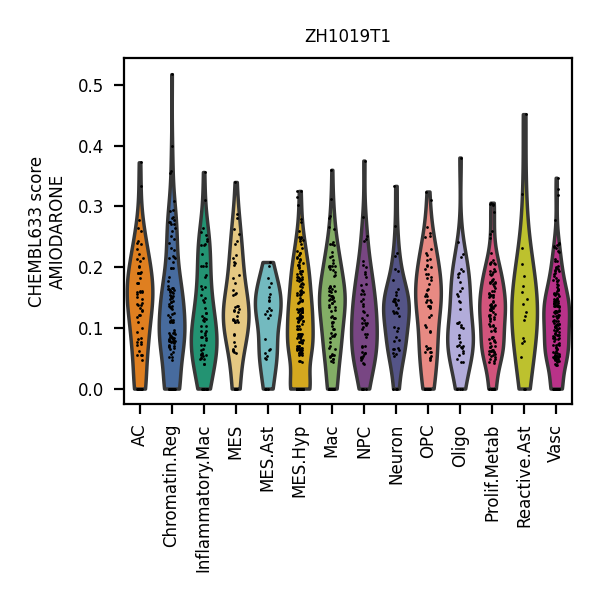 ZH1019T1
CHEMBL633 score
AMIODARONE
0.5
0.4
0.3
0.2
0.1
0.0
AC
Chromatin.Reg
Inflammatory.Mac
MES
MES.Ast
MES.Hyp
Mac
NPC
Neuron
OPC
Oligo
Prolif.Metab
Reactive.Ast
Vasc